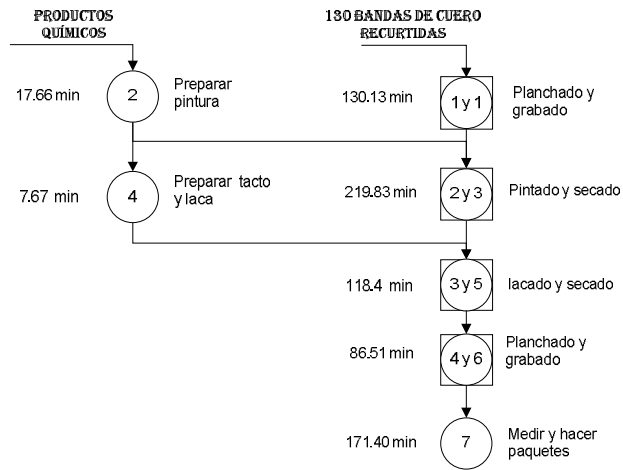 PRODUCTOS
QUÍMICOS
130 BANDAS DE CUERO
RECURTIDAS
17.66 min
2
Preparar
pintura
130.13 min
1 y 1
Planchado y
grabado
7.67 min
4
Preparar tacto
y laca
219.83 min
2 y 3
Pintado y secado
118.4 min
3 y 5
lacado y secado
86.51 min
4 y 6
Planchado y
grabado
171.40 min
7
Medir y hacer
paquetes